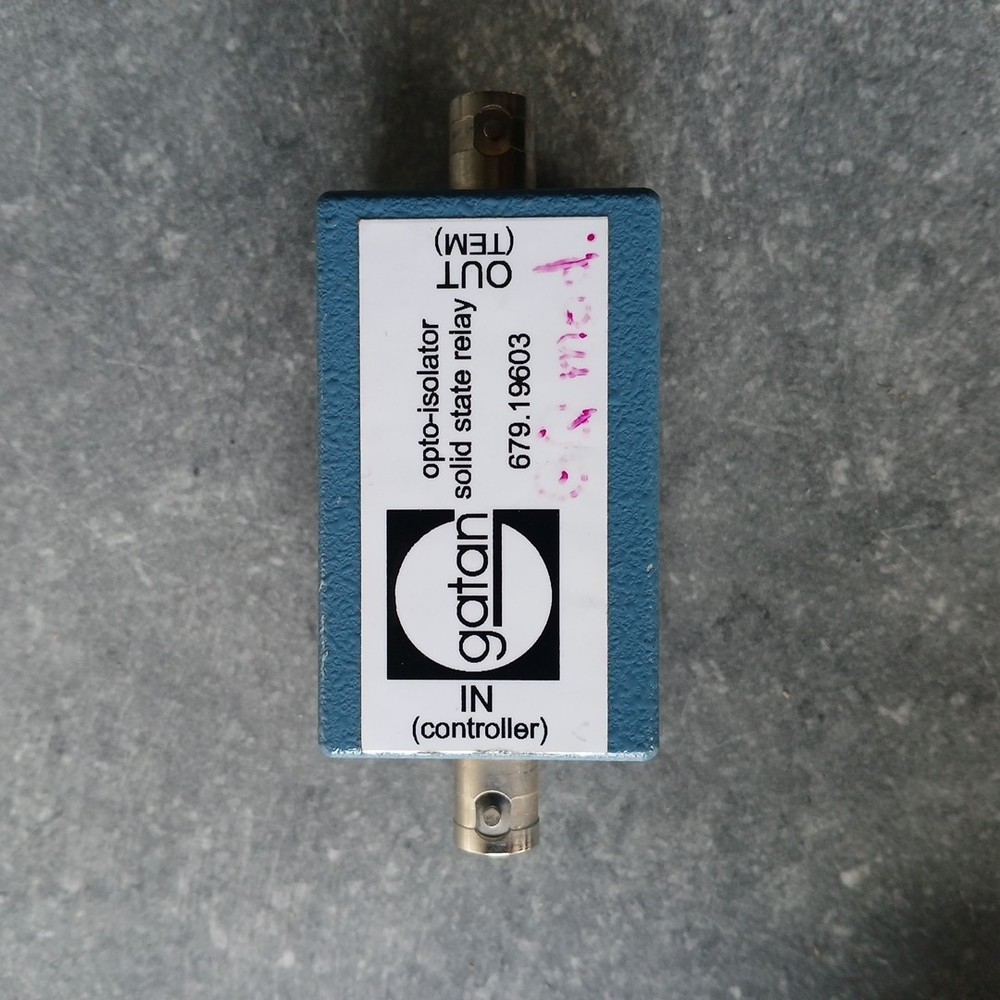 OUT
(TEM)
opto-isolator
solid state relay
679.19603
gatan
IN
(controller)